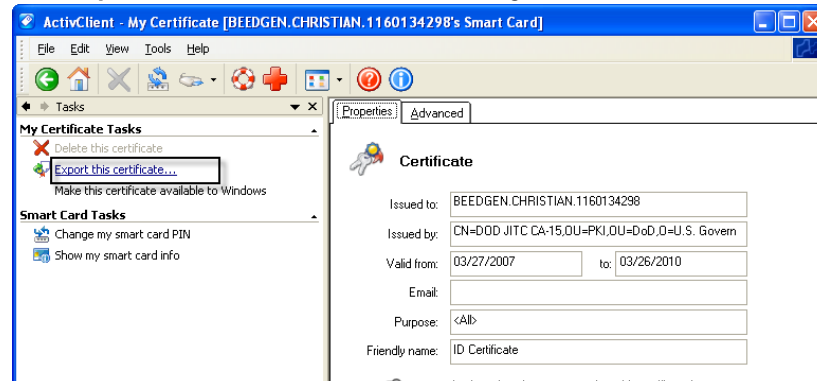 ActivClient - My Certificate [BEEDGEN.CHRISTIAN.1160134298's Smart Card]
File Edit View Tools Help
Tasks
My Certificate Tasks
Delete this certificate
Export this certificate...
Make this certificate available to Windows
Smart Card Tasks
Change my smart card PIN
Show my smart card info
Properties Advanced
Certificate
Issued to: BEEDGEN.CHRISTIAN.1160134298
Issued by: CN=DOD JITC CA-15,OU=PKI,OU=DoD,O=U.S. Govern
Valid from: 03/27/2007 to: 03/26/2010
Email:
Purpose: <All>
Friendly name: ID Certificate